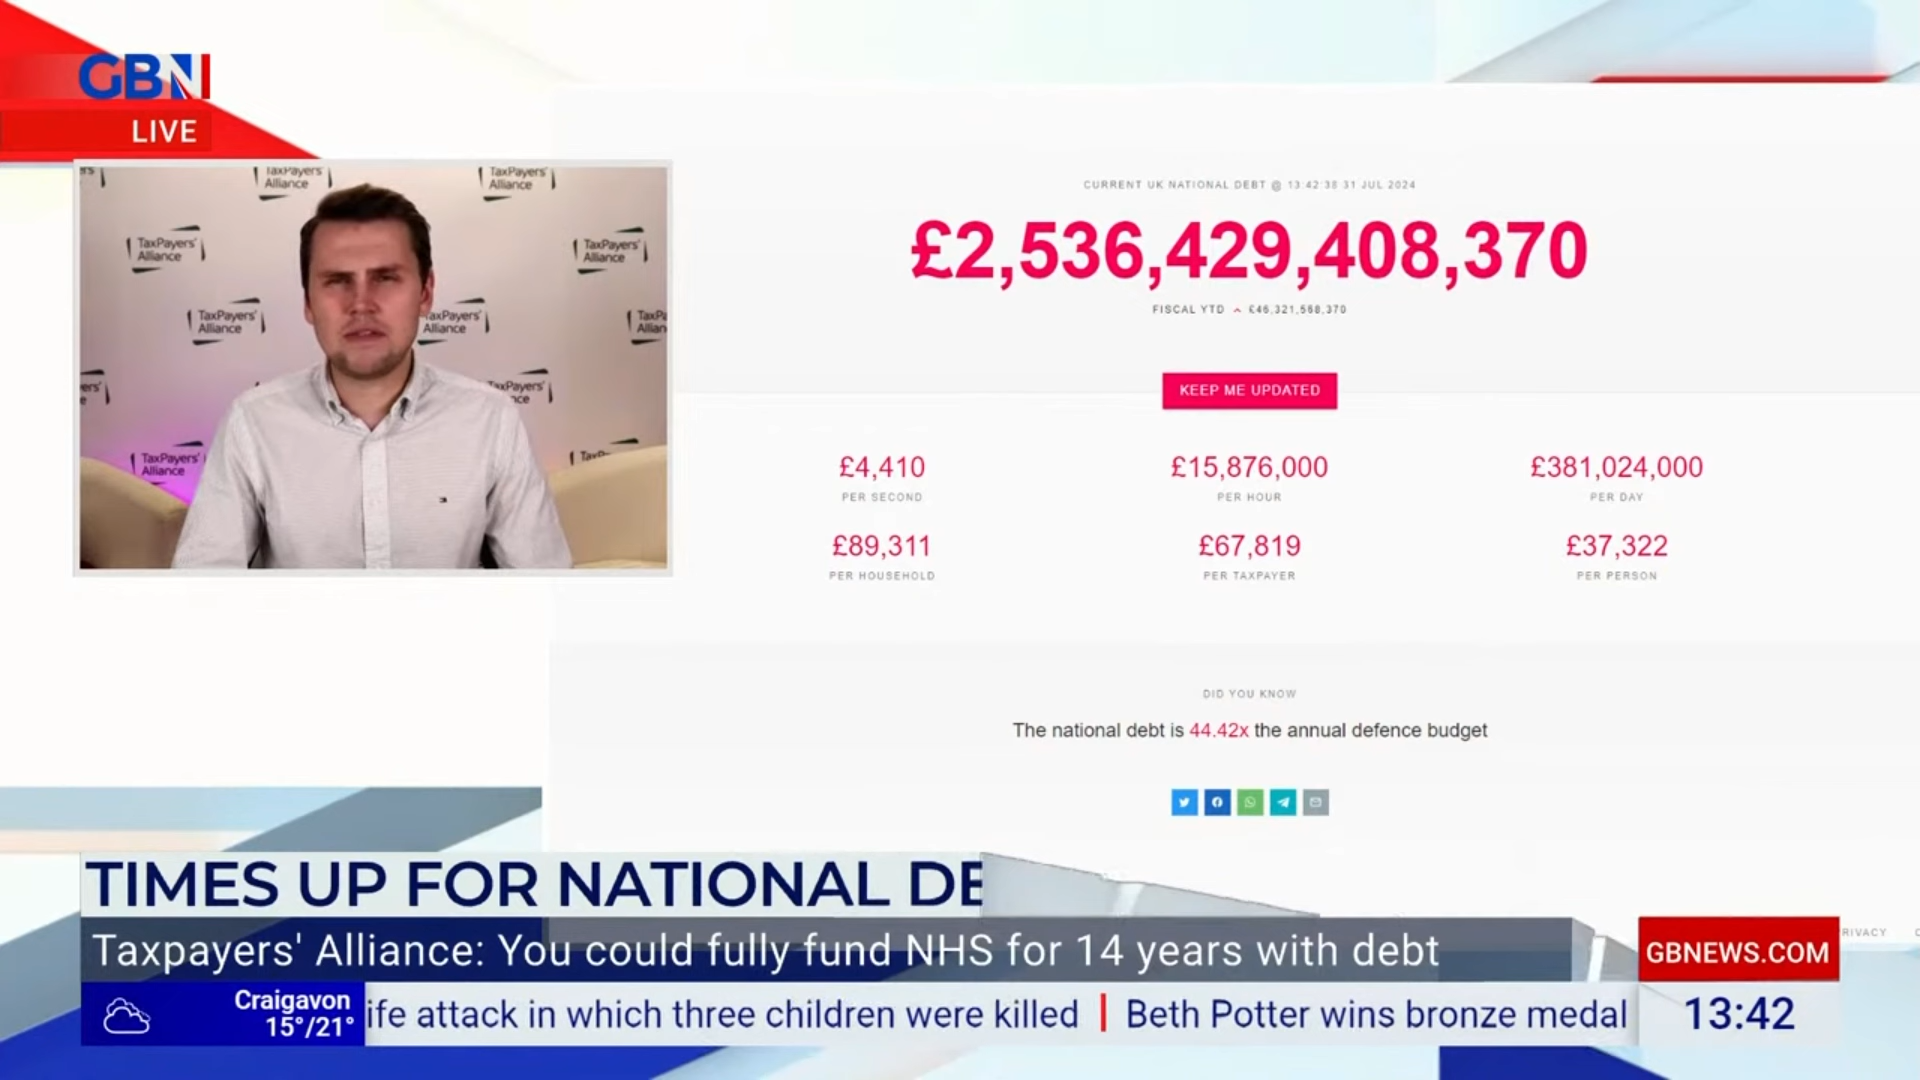 GBN
LIVE
TaxPayers'
Alliance
TaxPayers'
Alliance
TaxPayers'
Alliance
TaxPayers'
Alliance
TaxPayers'
Alliance
TaxPayers'
Alliance
CURRENT UK NATIONAL DEBT @ 13:42:38 31 JUL 2024
£2,536,429,408,370
FISCAL YTD £46,321,568,370
KEEP ME UPDATED
£4,410
PER SECOND
£15,876,000
PER HOUR
£381,024,000
PER DAY
£89,311
PER HOUSEHOLD
£67,819
PER TAXPAYER
£37,322
PER PERSON
DID YOU KNOW
The national debt is 44.42x the annual defence budget
TIMES UP FOR NATIONAL DE
Taxpayers' Alliance: You could fully fund NHS for 14 years with debt
GBNEWS.COM
Craigavon
15°/21°
ife attack in which three children were killed | Beth Potter wins bronze medal
13:42